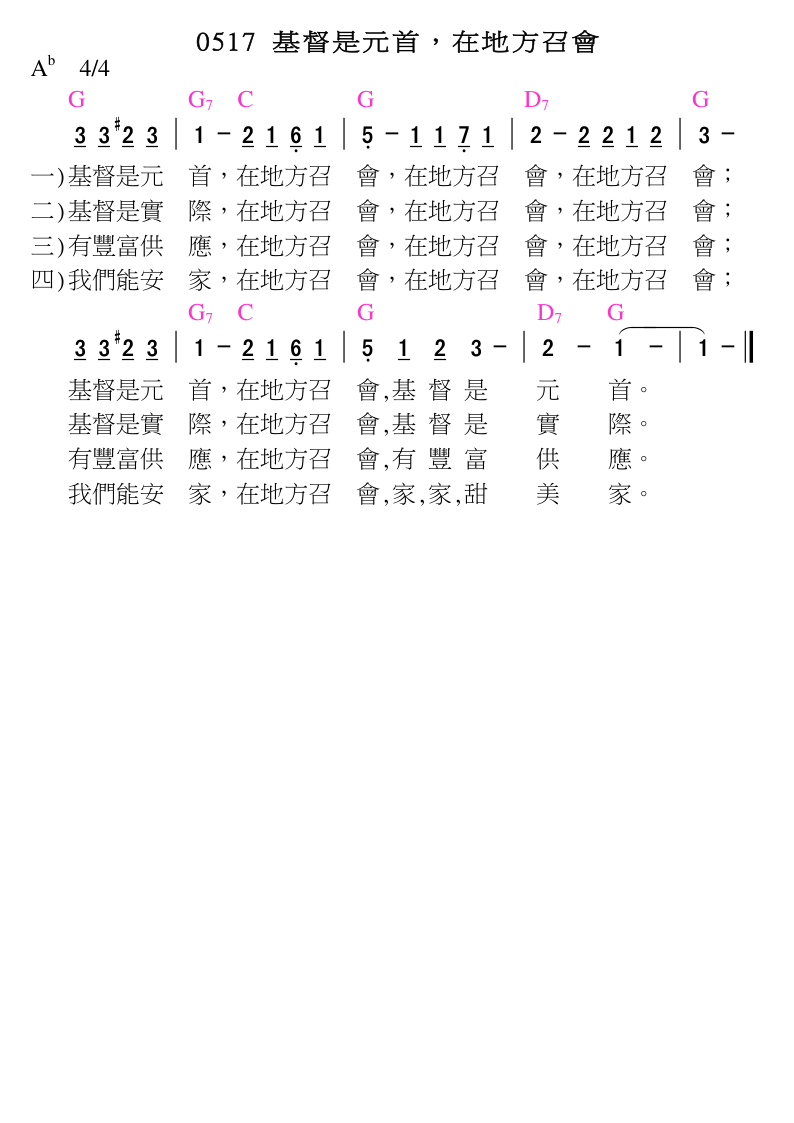 0517 基督是元首，在地方召會
A♭ 4/4
G G7 C G D7 G
3 3 ♯2 3 | 1 – 2 1 6̣ 1 | 5̣ – 1 1 7̣ 1 | 2 – 2 2 1 2 | 3 –
一)基督是元 首，在地方召 會，在地方召 會，在地方召 會；
二)基督是實 際，在地方召 會，在地方召 會，在地方召 會；
三)有豐富供 應，在地方召 會，在地方召 會，在地方召 會；
四)我們能安 家，在地方召 會，在地方召 會，在地方召 會；
G7 C G D7 G
3 3 ♯2 3 | 1 – 2 1 6̣ 1 | 5̣ 1 2 3 – | 2 – 1 – | 1 – ‖
基督是元 首，在地方召 會,基 督 是 元 首。
基督是實 際，在地方召 會,基 督 是 實 際。
有豐富供 應，在地方召 會,有 豐 富 供 應。
我們能安 家，在地方召 會,家,家,甜 美 家。